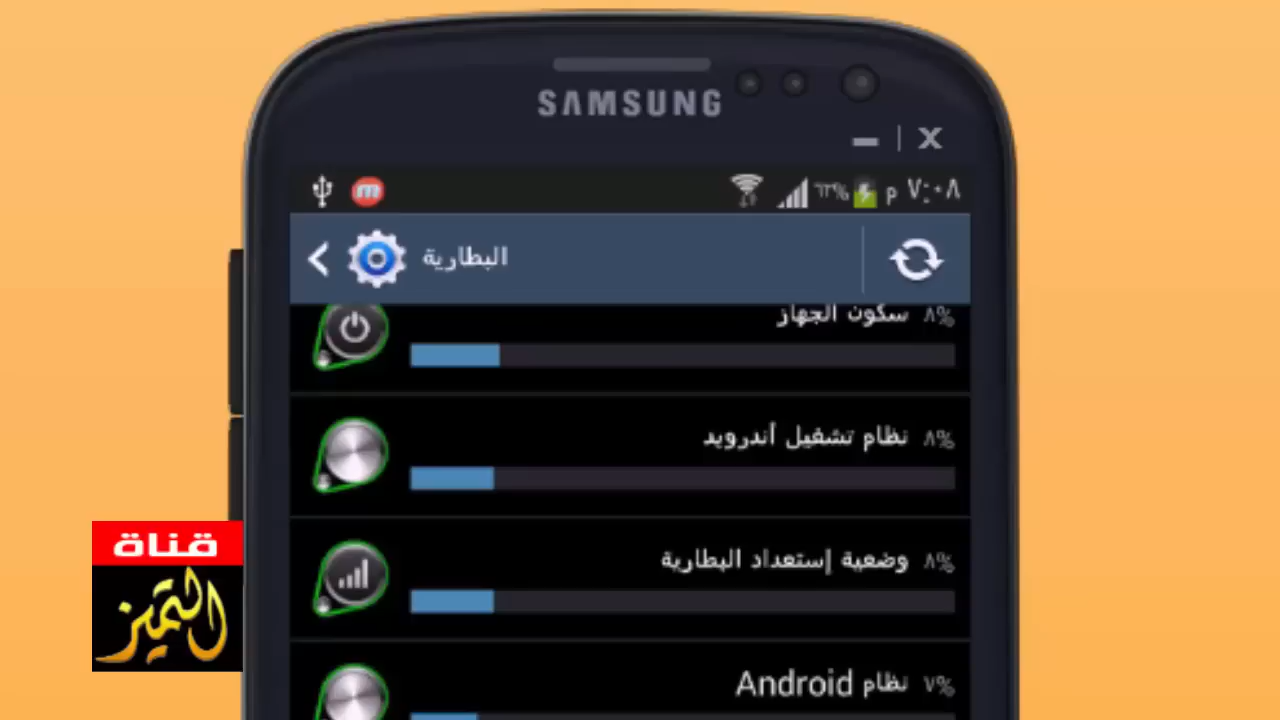 SAMSUNG
٦٢% م ٧:٠٨
البطارية
سكون الجهاز ٨%
نظام تشغيل أندرويد ٨%
وضعية إستعداد البطارية ٨%
نظام Android ٧%
قناة
التميز